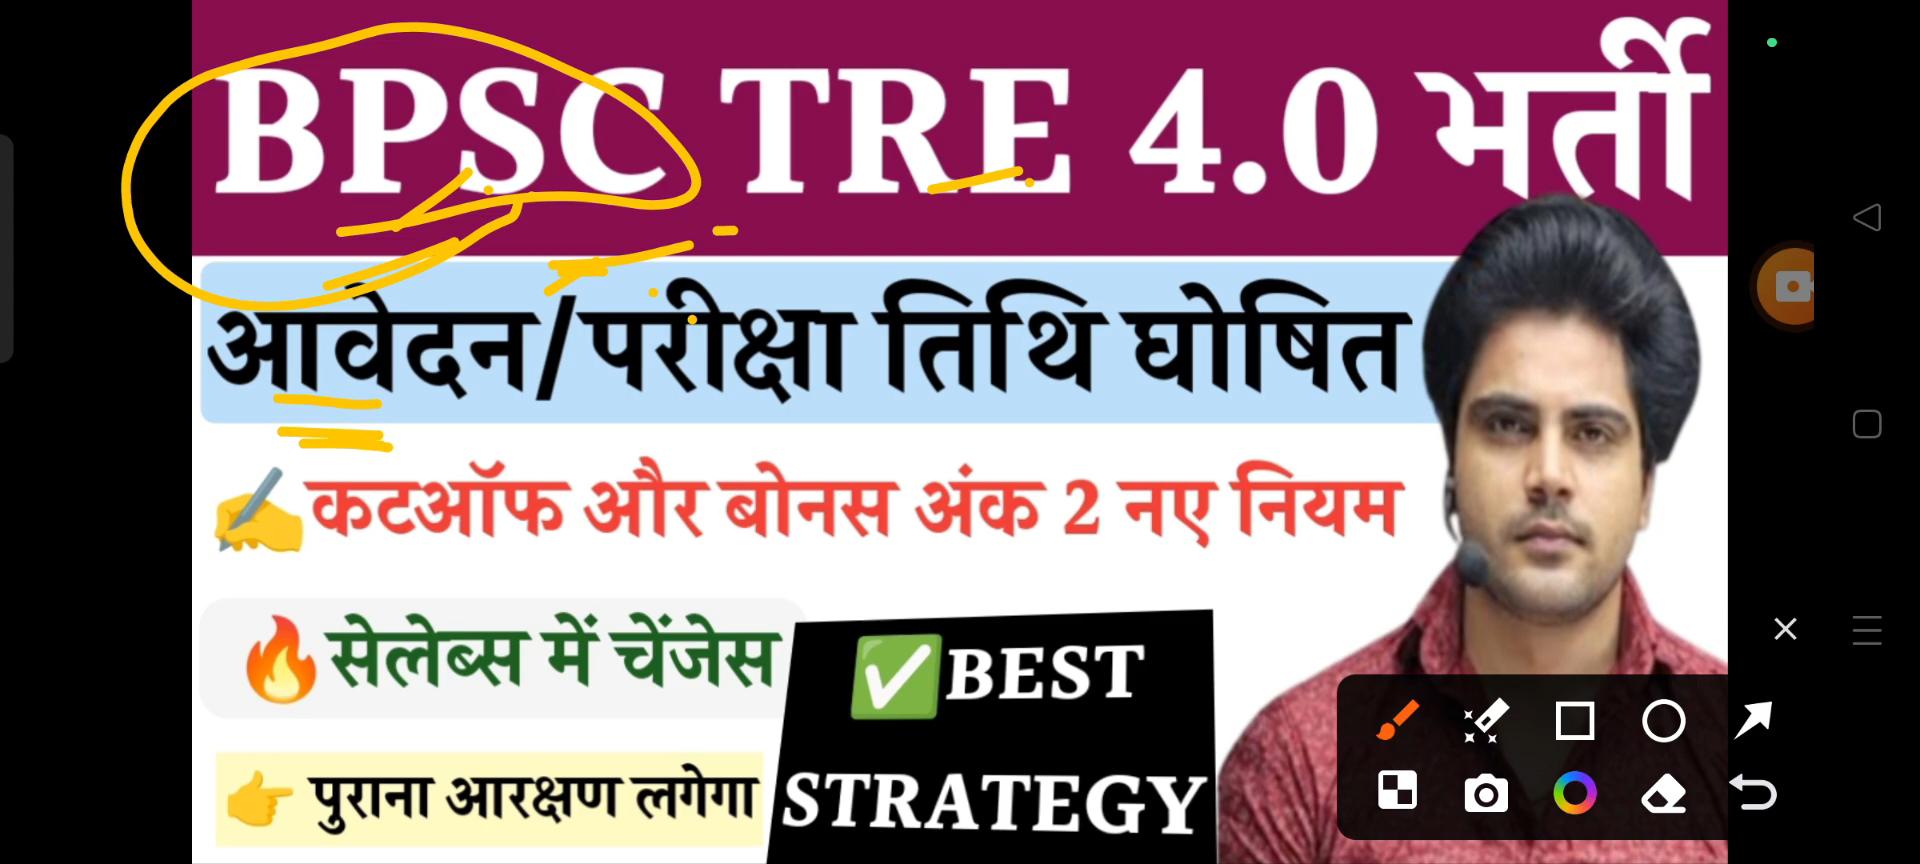 BPSC TRE 4.0 भर्ती
आवेदन/परीक्षा तिथि घोषित
✍️कटऑफ और बोनस अंक 2 नए नियम
🔥सेलेब्स में चेंजेस
✅BEST
STRATEGY
👉 पुराना आरक्षण लगेगा